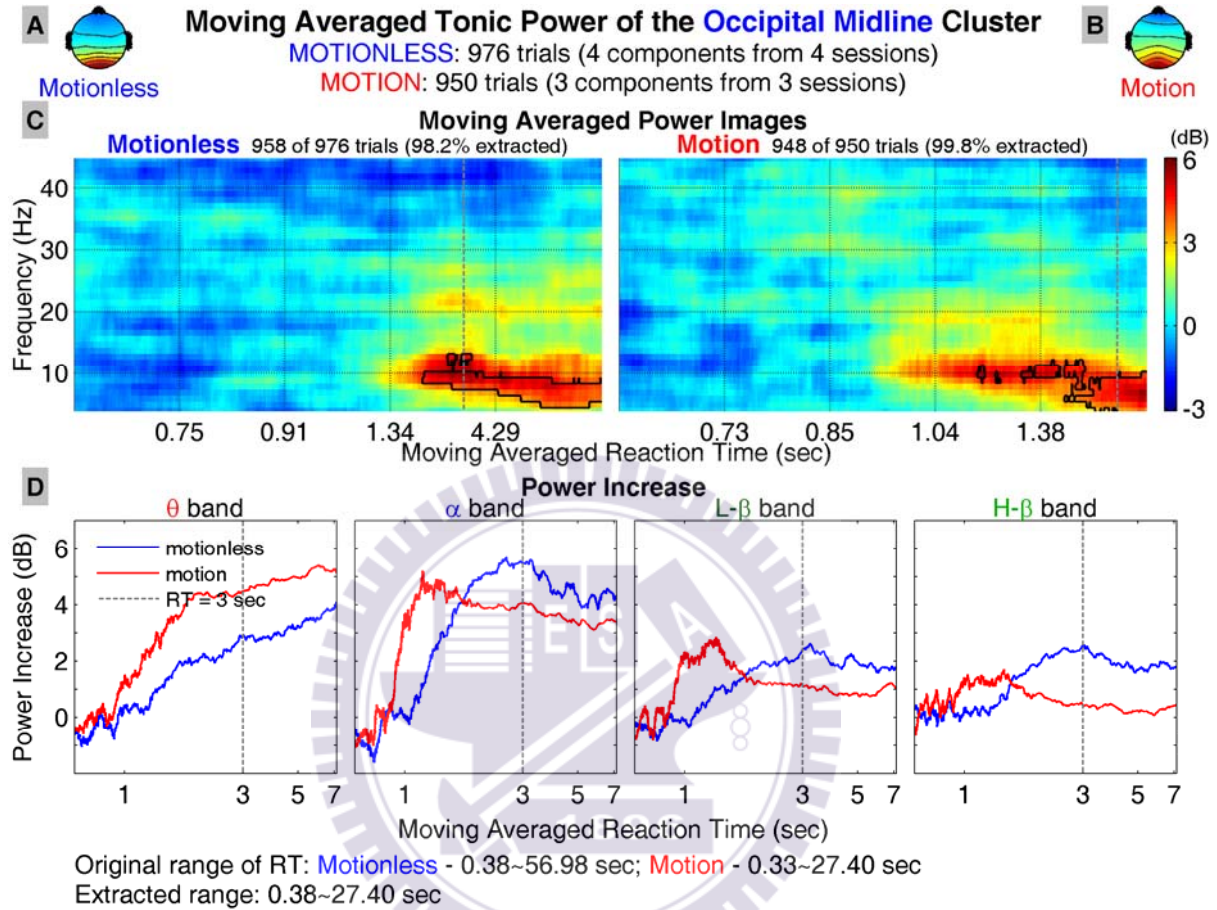 A
Moving Averaged Tonic Power of the Occipital Midline Cluster
B
MOTIONLESS: 976 trials (4 components from 4 sessions)
MOTION: 950 trials (3 components from 3 sessions)
Motionless
Motion
C
Moving Averaged Power Images
Motionless 958 of 976 trials (98.2% extracted)
Motion 948 of 950 trials (99.8% extracted)
(dB)
6
3
0
-3
Frequency (Hz)
40
30
20
10
0.75 0.91 1.34 4.29
0.73 0.85 1.04 1.38
Moving Averaged Reaction Time (sec)
D
Power Increase
θ band
α band
L-β band
H-β band
Power Increase (dB)
6
4
2
0
motionless
motion
RT = 3 sec
1 3 5 7
1 3 5 7
1 3 5 7
1 3 5 7
Moving Averaged Reaction Time (sec)
Original range of RT: Motionless - 0.38~56.98 sec; Motion - 0.33~27.40 sec
Extracted range: 0.38~27.40 sec